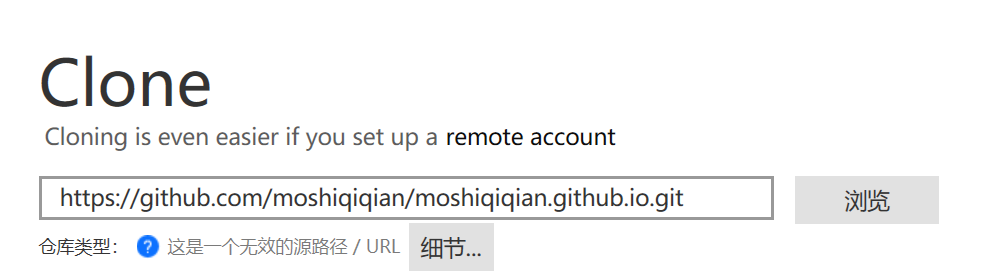 Clone
Cloning is even easier if you set up a remote account
https://github.com/moshiqiqian/moshiqiqian.github.io.git 浏览
仓库类型： ? 这是一个无效的源路径 / URL 细节...